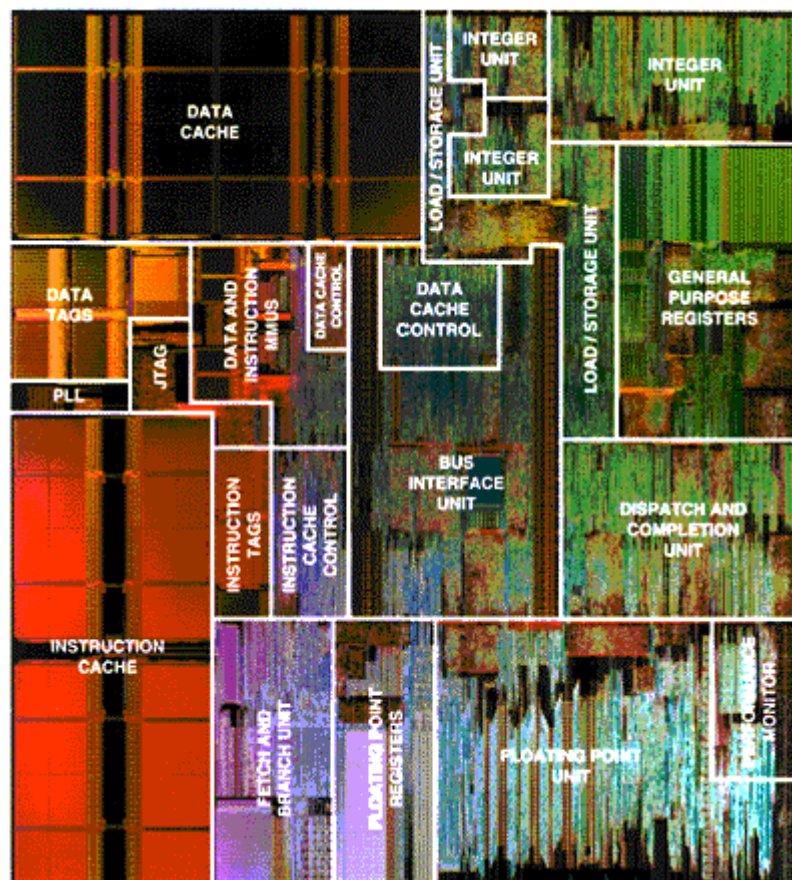 DATA
CACHE
LOAD / STORAGE UNIT
INTEGER
UNIT
INTEGER
UNIT
INTEGER
UNIT
DATA
TAGS
PLL
JTAG
DATA AND
INSTRUCTION
MMUS
DATA CACHE
CONTROL
DATA
CACHE
CONTROL
LOAD / STORAGE UNIT
GENERAL
PURPOSE
REGISTERS
INSTRUCTION
TAGS
INSTRUCTION
CACHE
CONTROL
BUS
INTERFACE
UNIT
DISPATCH AND
COMPLETION
UNIT
INSTRUCTION
CACHE
FETCH AND
BRANCH UNIT
FLOATING POINT
REGISTERS
FLOATING POINT
UNIT
PERFORMANCE
MONITOR